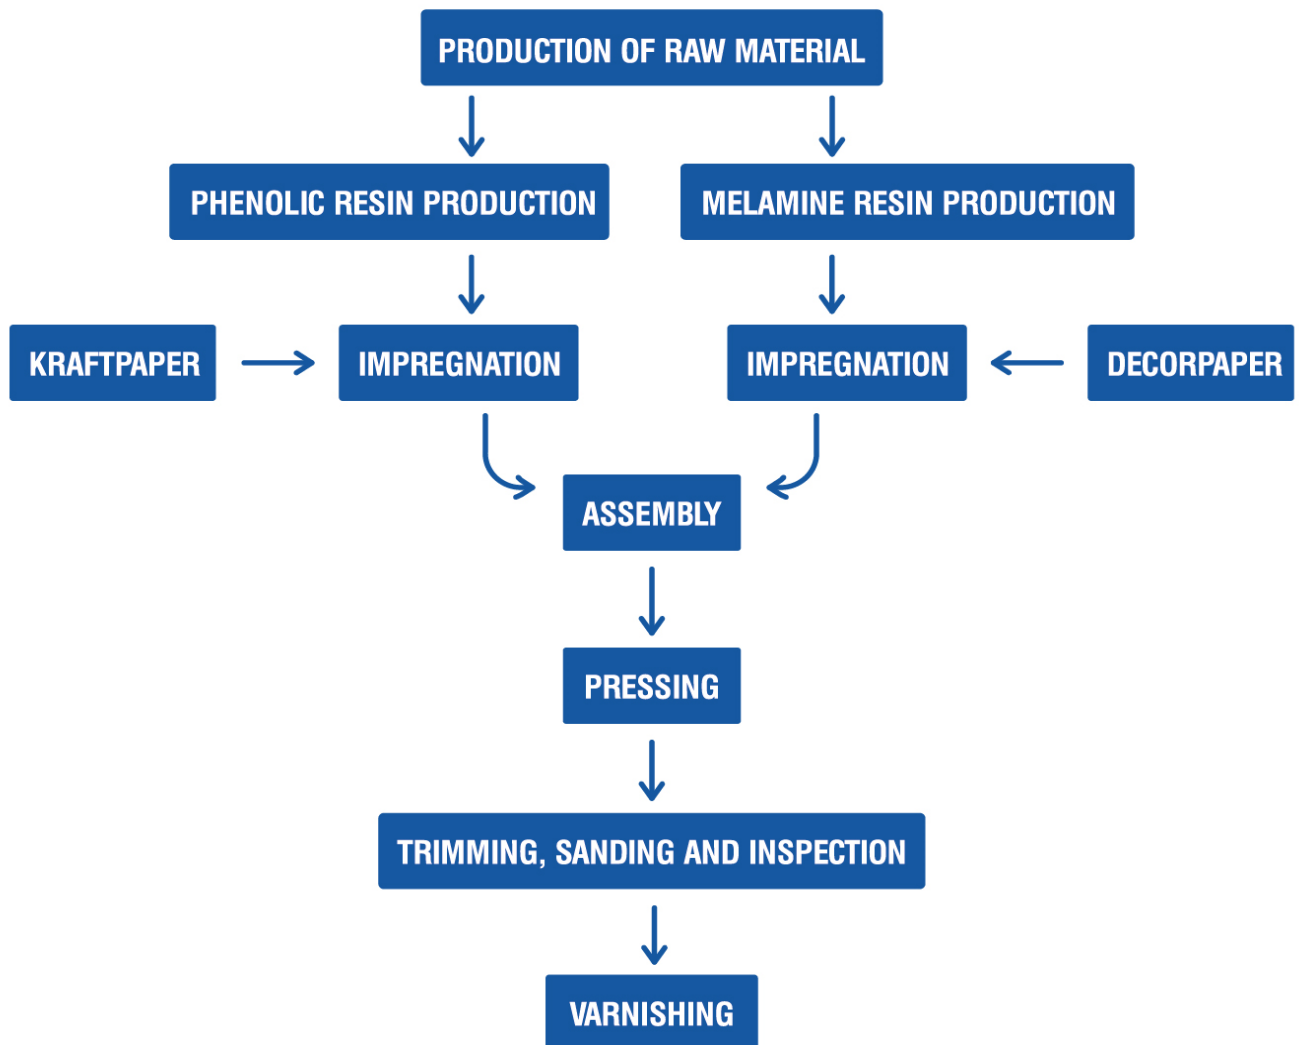 PRODUCTION OF RAW MATERIAL
PHENOLIC RESIN PRODUCTION
MELAMINE RESIN PRODUCTION
KRAFTPAPER
IMPREGNATION
IMPREGNATION
DECORPAPER
ASSEMBLY
PRESSING
TRIMMING, SANDING AND INSPECTION
VARNISHING